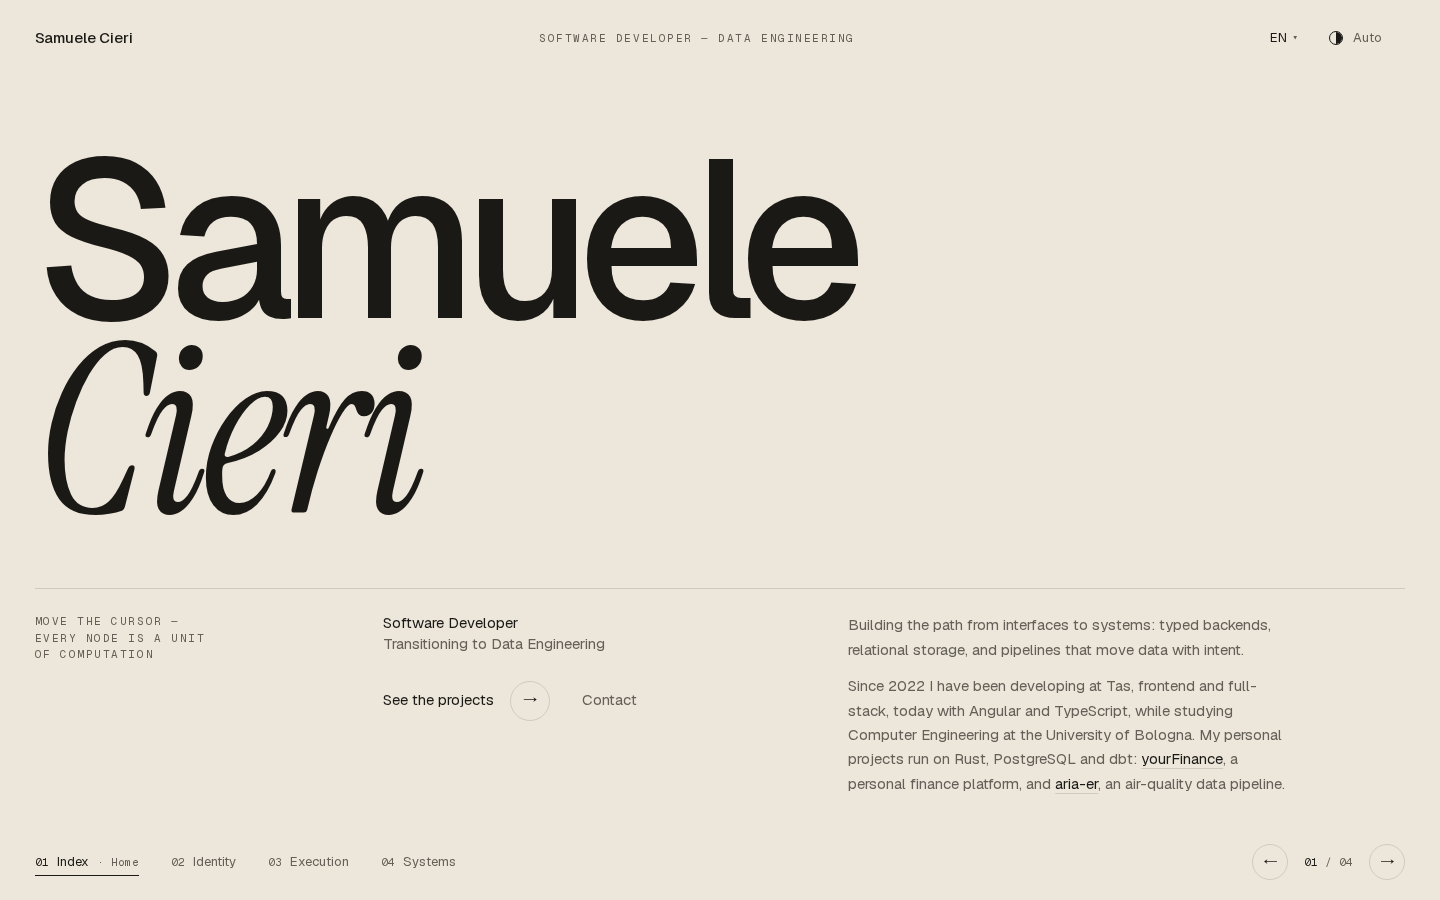 Samuele Cieri
SOFTWARE DEVELOPER — DATA ENGINEERING
EN ▾
Auto
Samuele
Cieri
MOVE THE CURSOR —
EVERY NODE IS A UNIT
OF COMPUTATION
Software Developer
Transitioning to Data Engineering
See the projects →
Contact
Building the path from interfaces to systems: typed backends,
relational storage, and pipelines that move data with intent.
Since 2022 I have been developing at Tas, frontend and full-
stack, today with Angular and TypeScript, while studying
Computer Engineering at the University of Bologna. My personal
projects run on Rust, PostgreSQL and dbt: yourFinance, a
personal finance platform, and aria-er, an air-quality data pipeline.
01 Index · Home
02 Identity
03 Execution
04 Systems
← 01 / 04 →